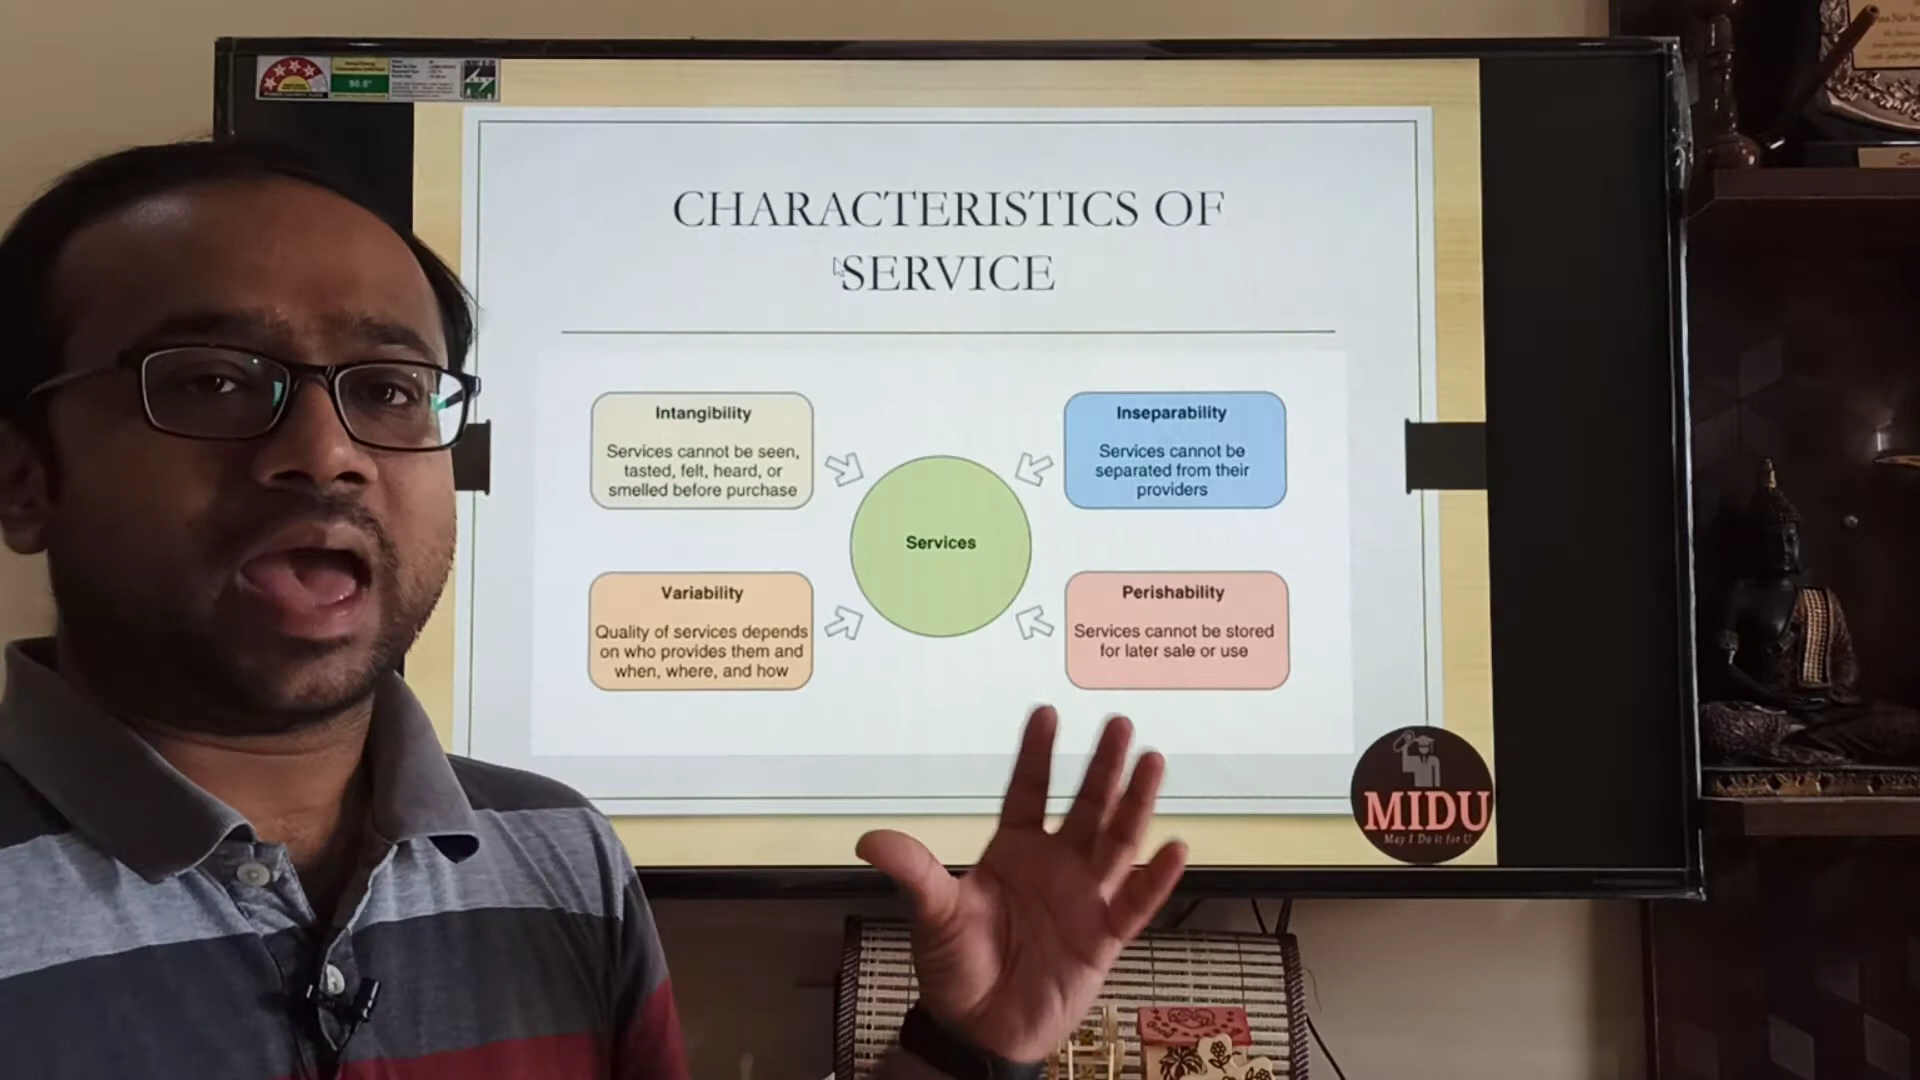 CHARACTERISTICS OF
SERVICE
Intangibility
Services cannot be seen,
tasted, felt, heard, or
smelled before purchase
Inseparability
Services cannot be
separated from their
providers
Services
Variability
Quality of services depends
on who provides them and
when, where, and how
Perishability
Services cannot be stored
for later sale or use
MIDU
May I Do it for U